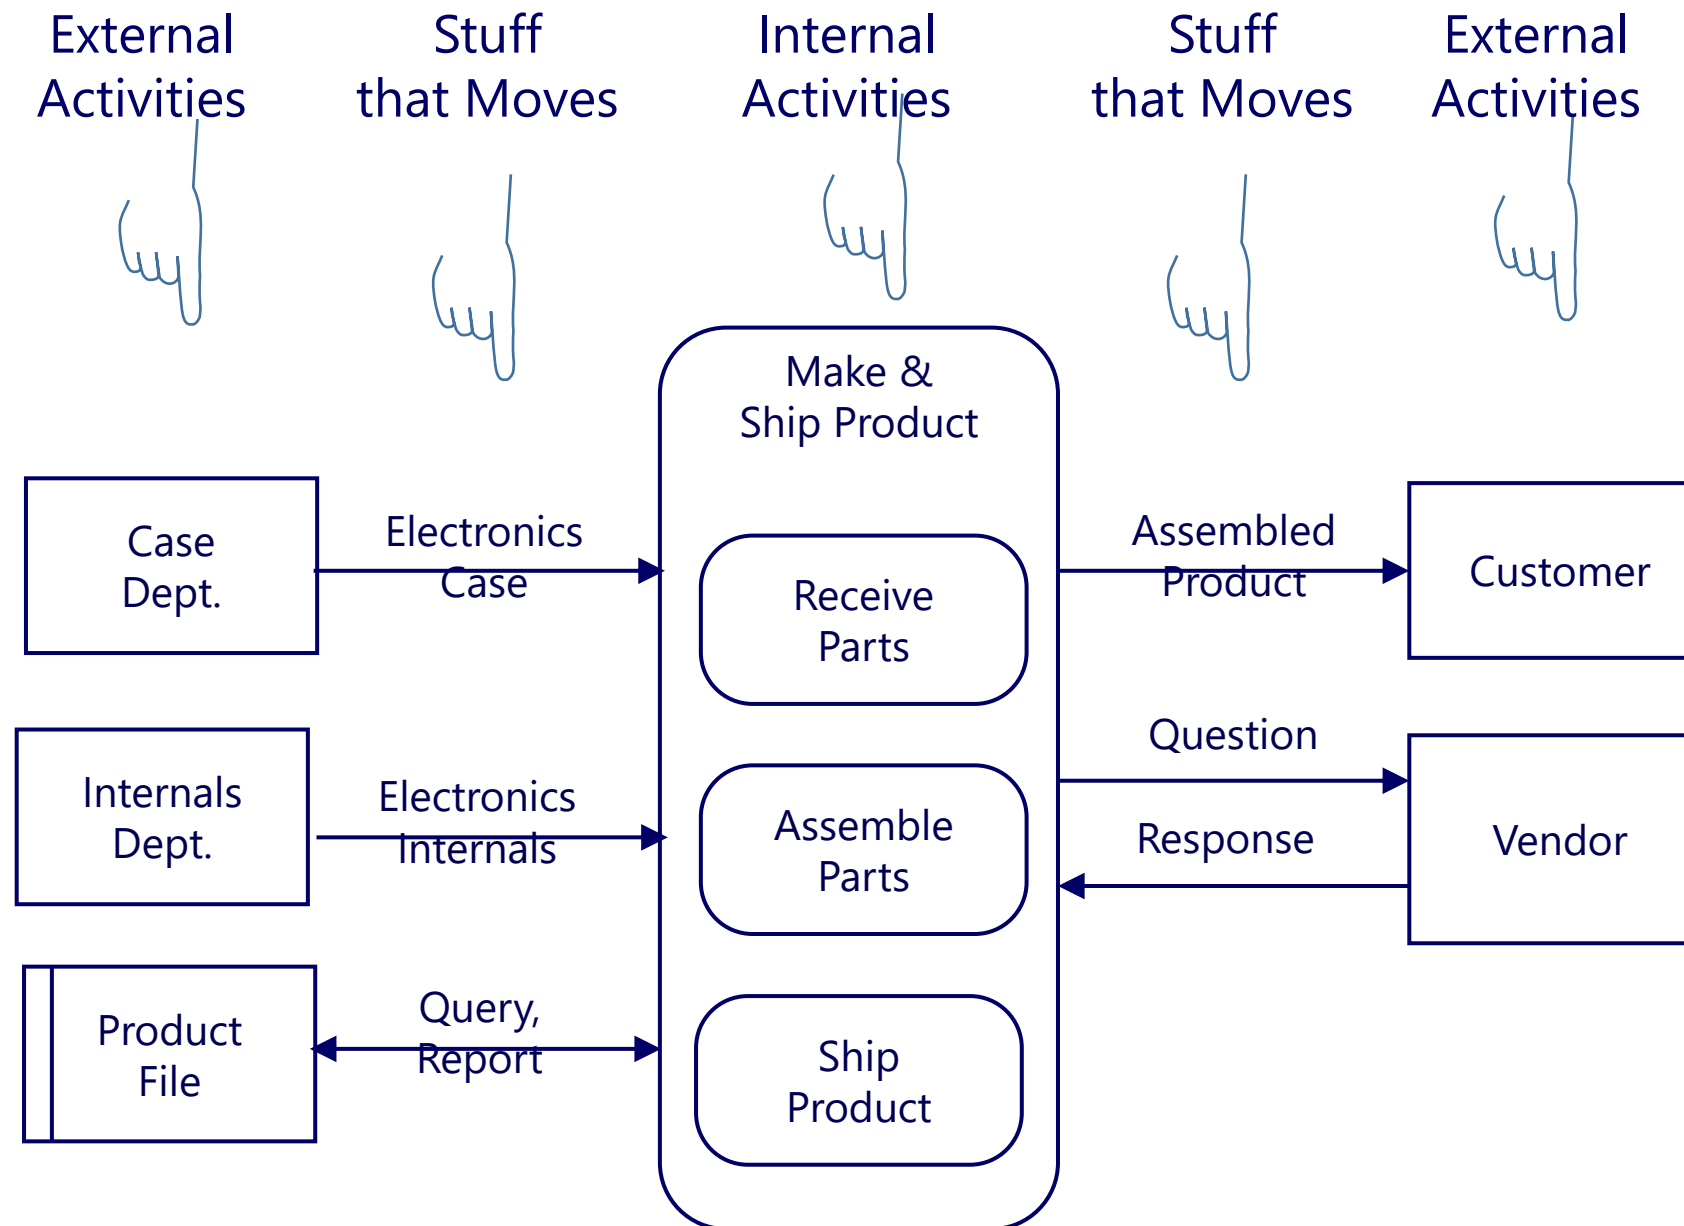 External
Activities
Stuff
that Moves
Internal
Activities
Stuff
that Moves
External
Activities
Make &
Ship Product
Case
Dept.
Electronics
Case
Receive
Parts
Assembled
Product
Customer
Internals
Dept.
Electronics
Internals
Assemble
Parts
Question
Response
Vendor
Product
File
Query,
Report
Ship
Product